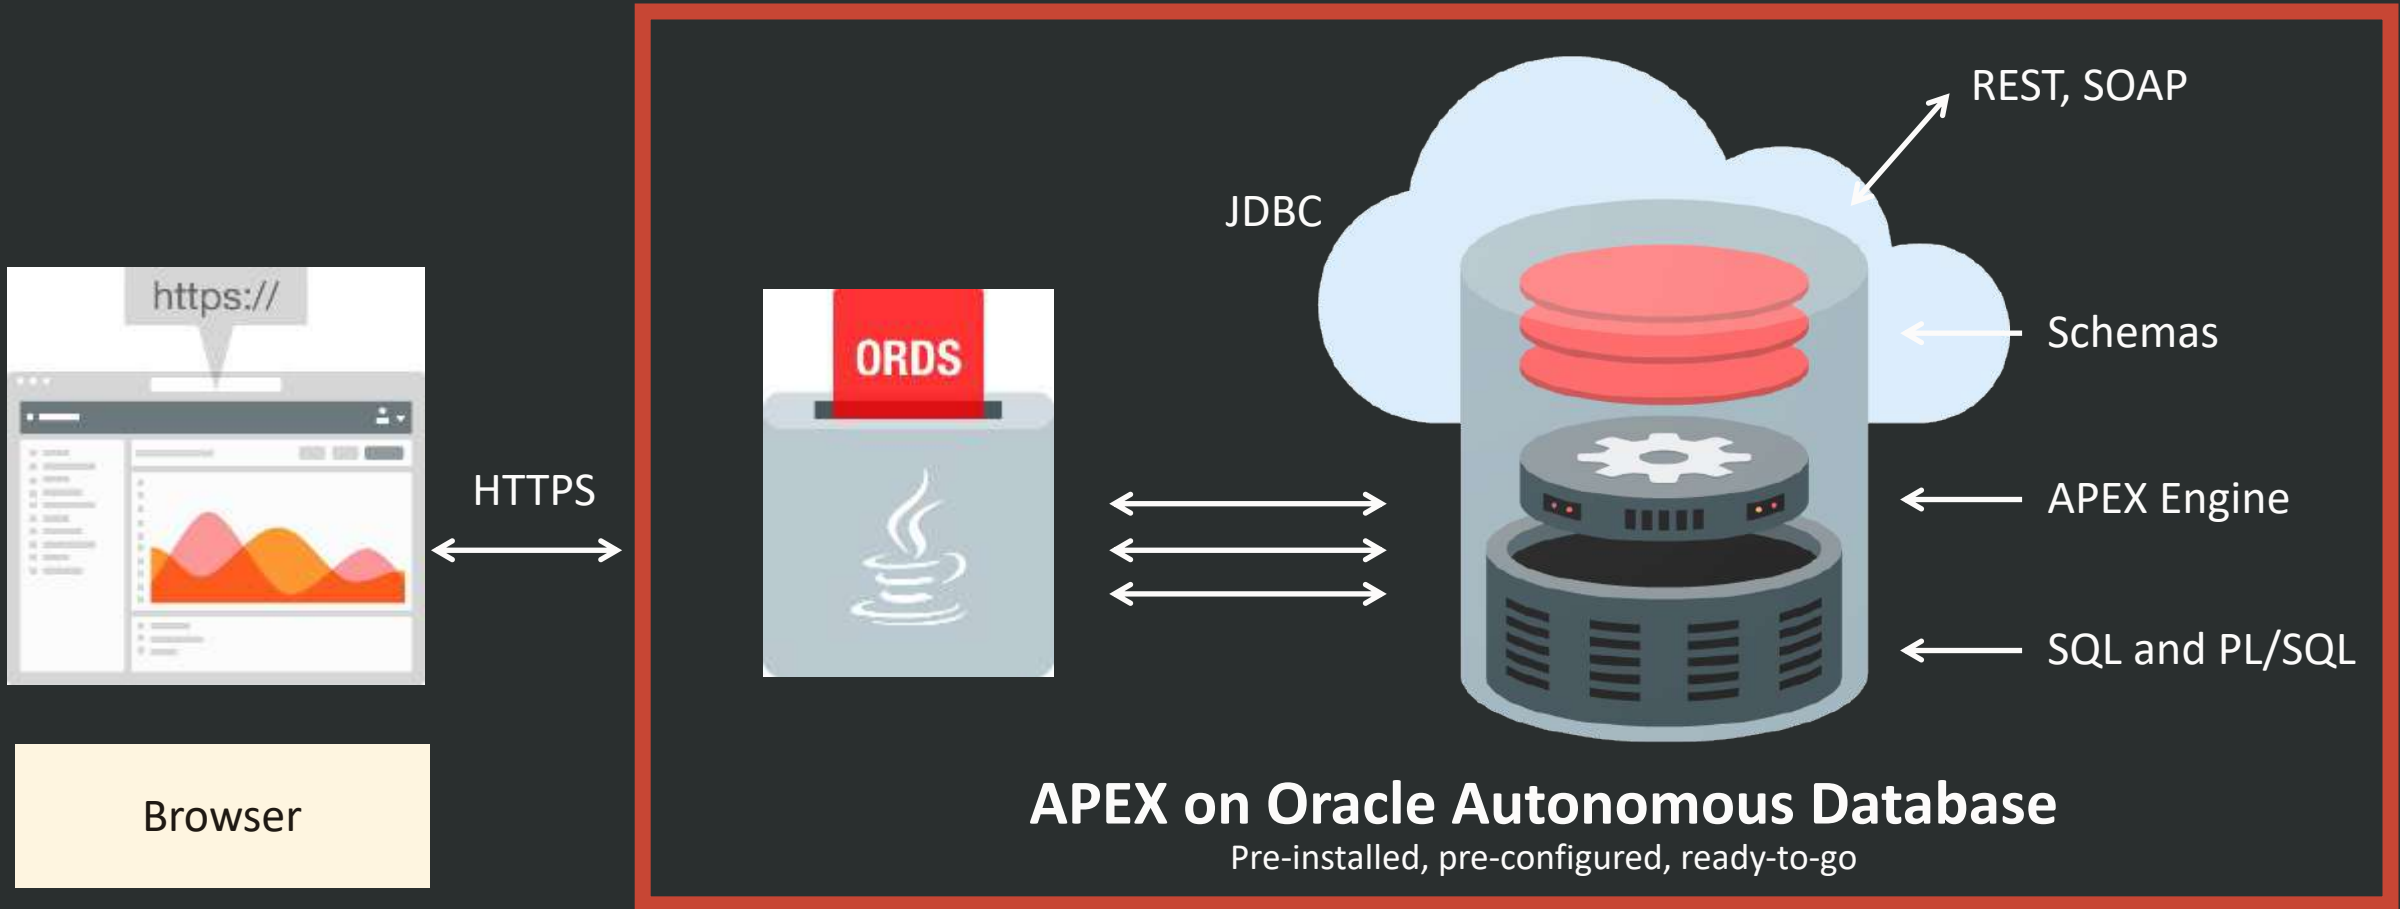 https://
Browser
HTTPS
ORDS
JDBC
REST, SOAP
Schemas
APEX Engine
SQL and PL/SQL
APEX on Oracle Autonomous Database
Pre-installed, pre-configured, ready-to-go